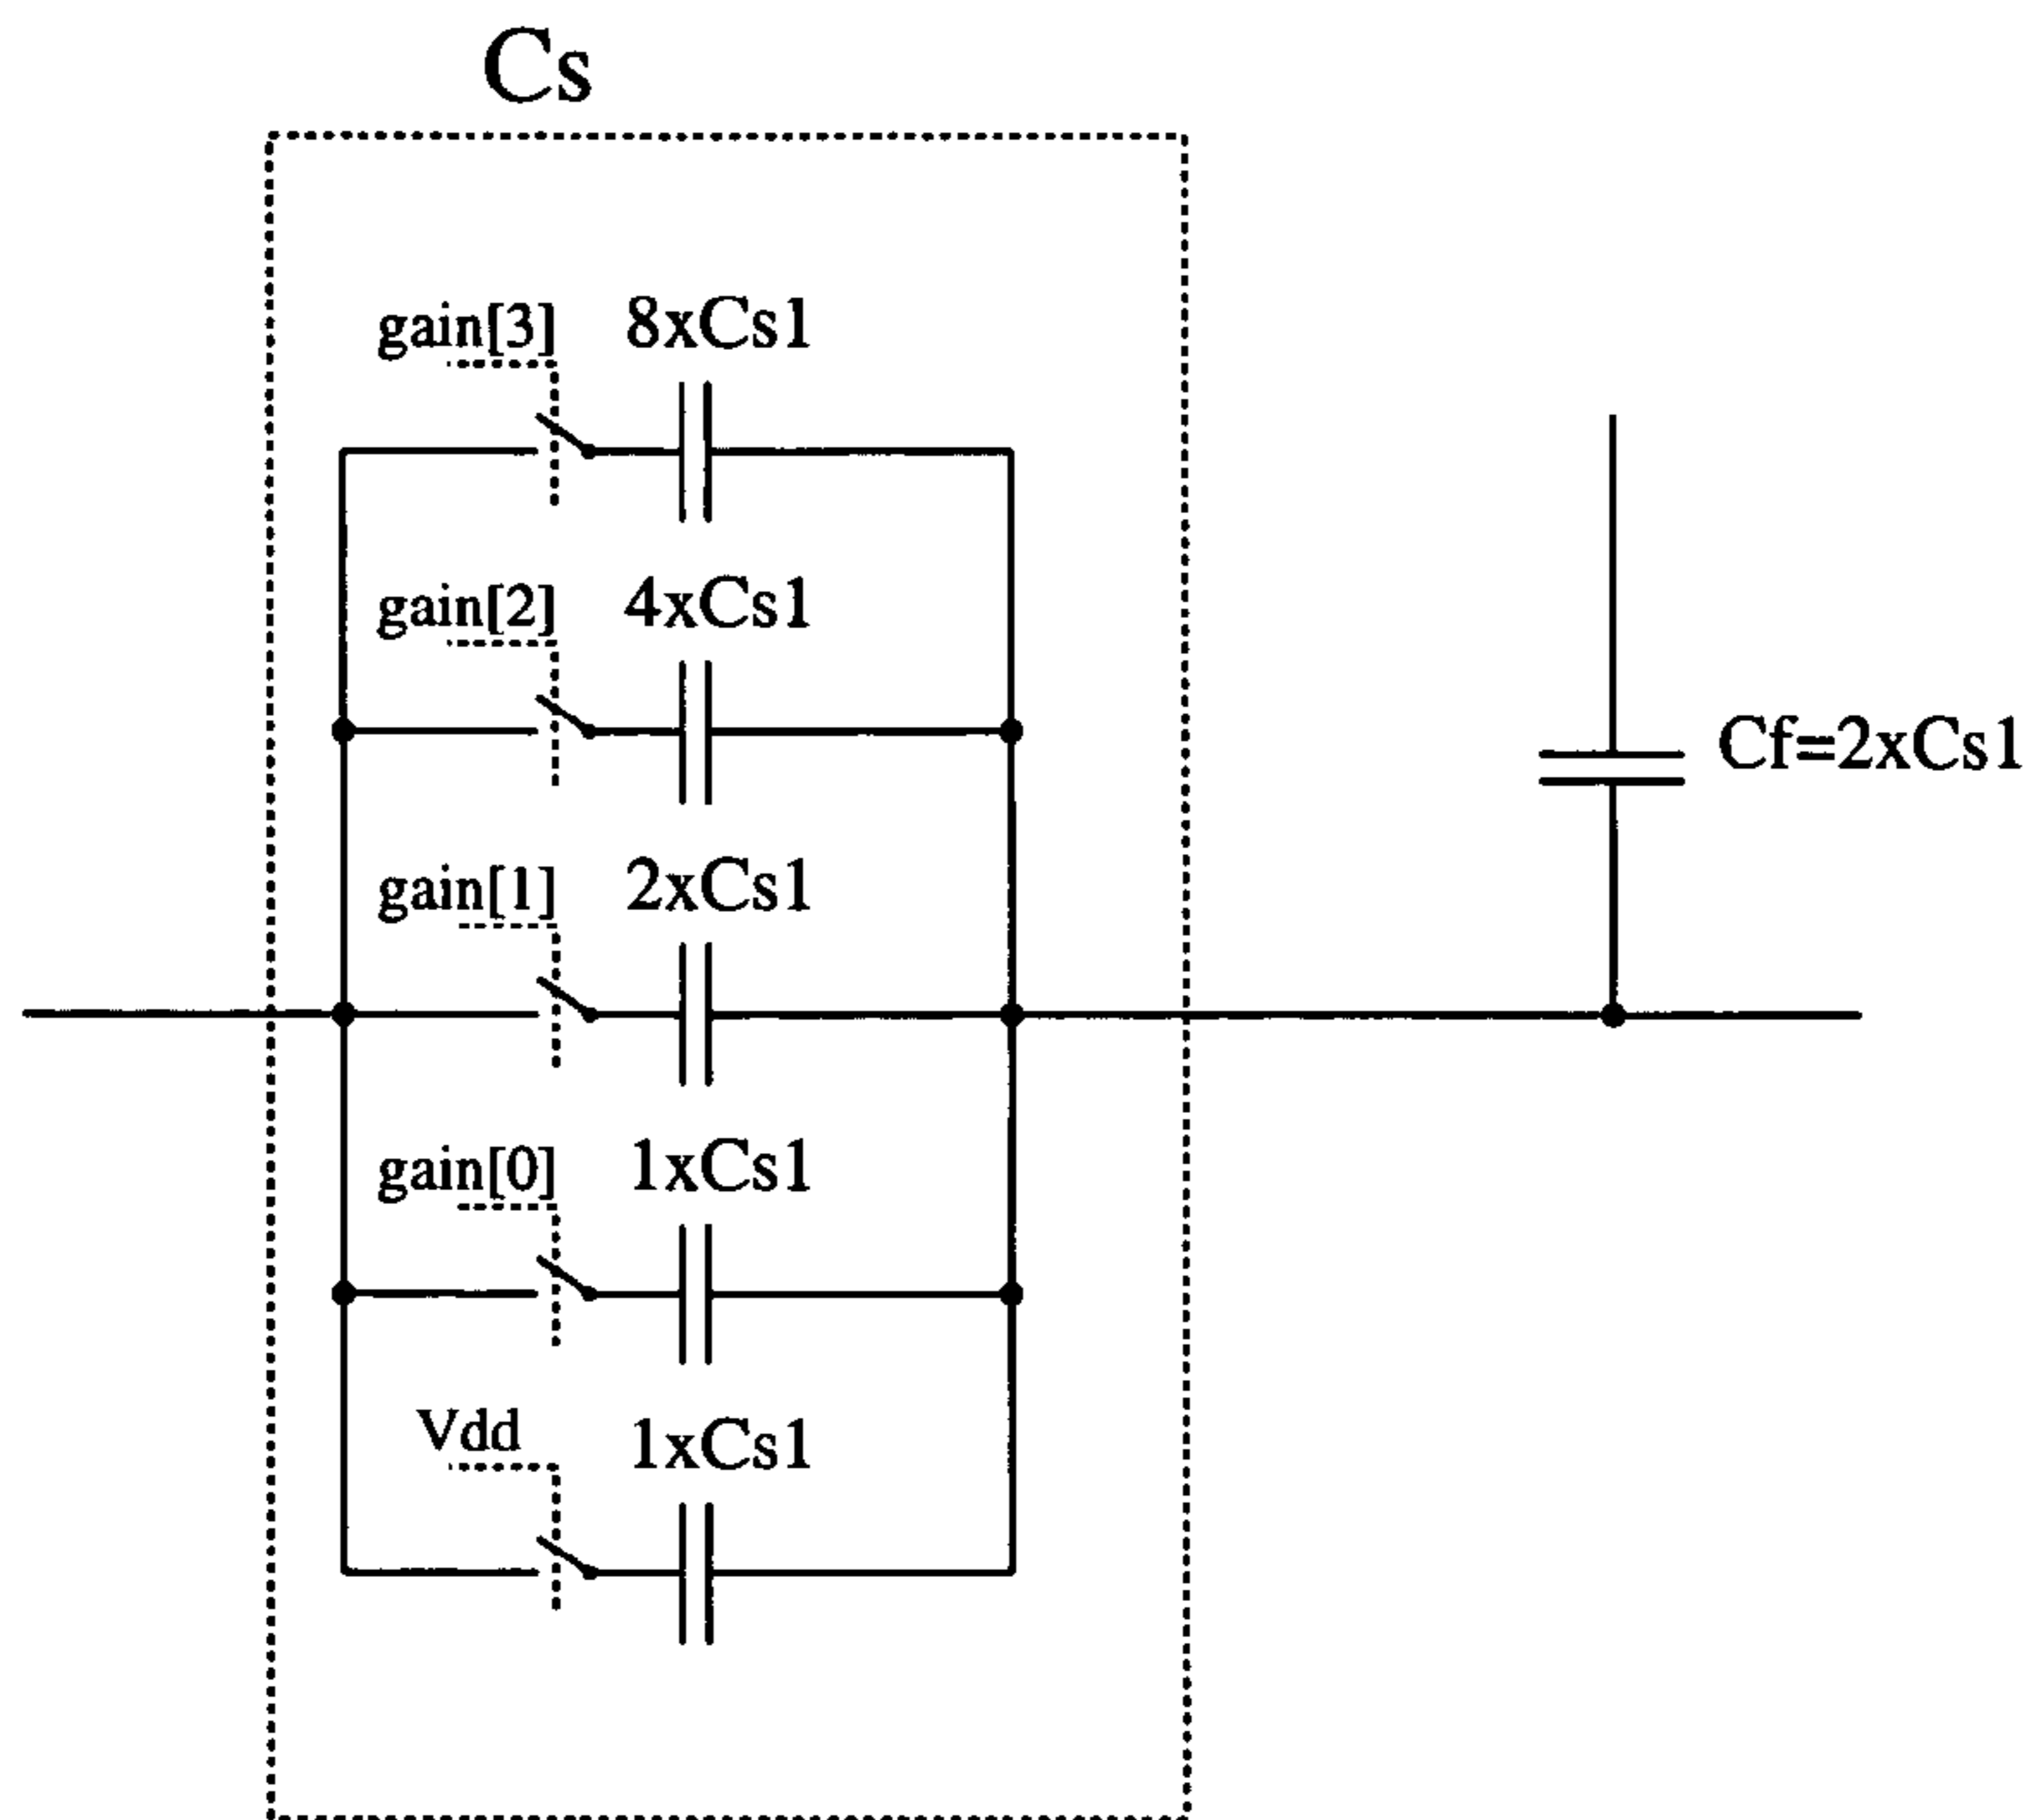 Cs
gain[3] 8xCs1
gain[2] 4xCs1
Cf=2xCs1
gain[1] 2xCs1
gain[0] 1xCs1
Vdd 1xCs1